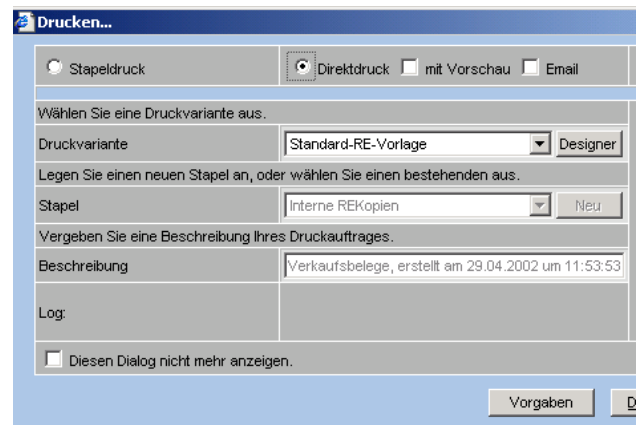 Drucken...
Stapeldruck Direktdruck mit Vorschau Email
Wählen Sie eine Druckvariante aus.
Druckvariante Standard-RE-Vorlage Designer
Legen Sie einen neuen Stapel an, oder wählen Sie einen bestehenden aus.
Stapel Interne REKopien Neu
Vergeben Sie eine Beschreibung Ihres Druckauftrages.
Beschreibung Verkaufsbelege, erstellt am 29.04.2002 um 11:53:53
Log:
Diesen Dialog nicht mehr anzeigen.
Vorgaben